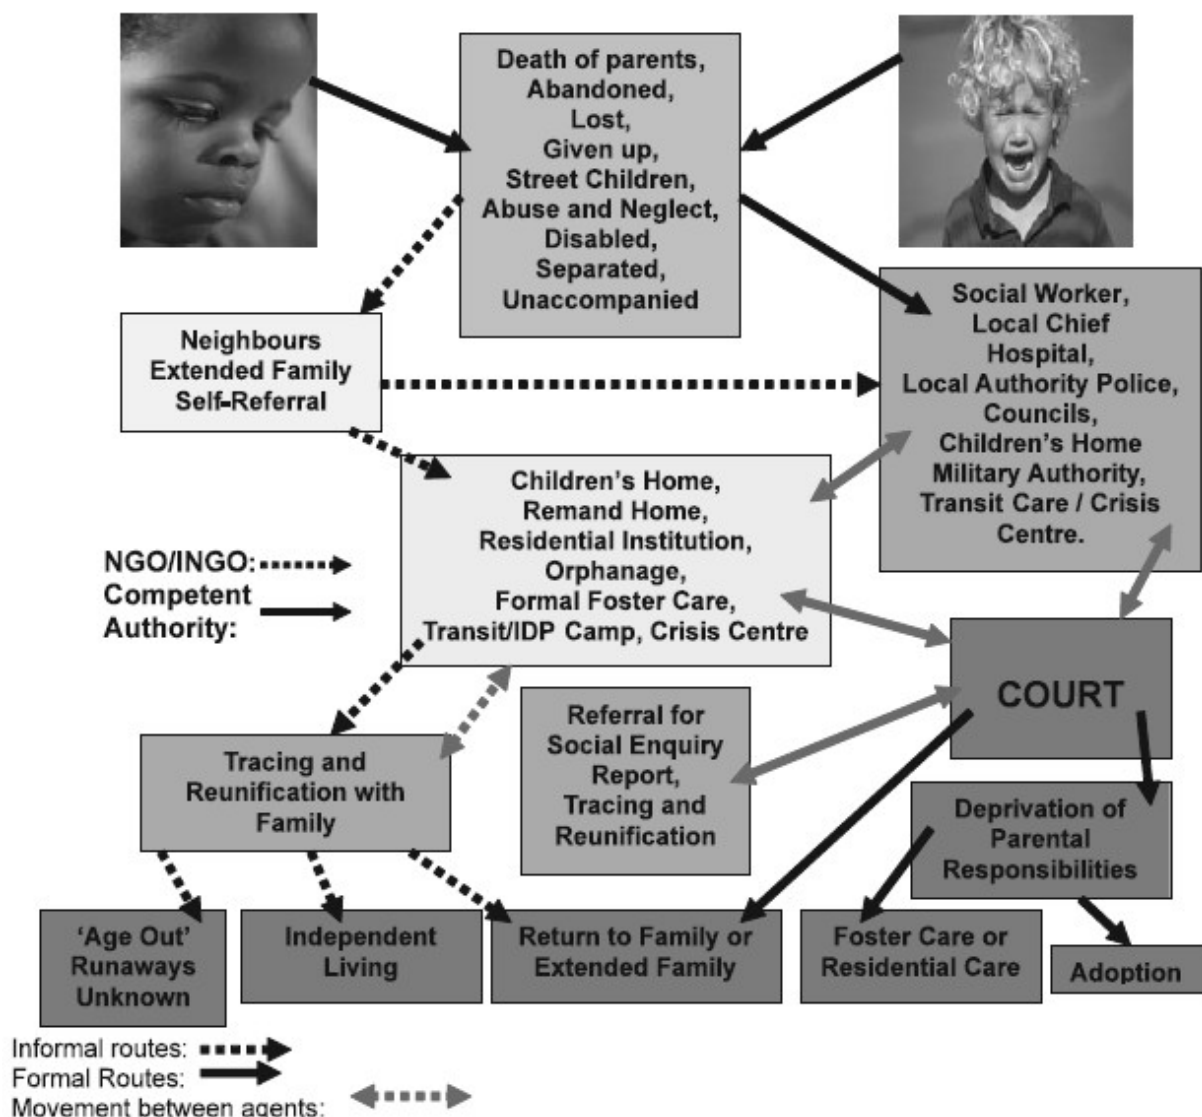 Death of parents,
Abandoned,
Lost,
Given up,
Street Children,
Abuse and Neglect,
Disabled,
Separated,
Unaccompanied
Social Worker,
Local Chief
Hospital,
Local Authority Police,
Councils,
Children's Home
Military Authority,
Transit Care / Crisis
Centre.
Neighbours
Extended Family
Self-Referral
Children's Home,
Remand Home,
Residential Institution,
Orphanage,
Formal Foster Care,
Transit/IDP Camp, Crisis Centre
NGO/INGO:
Competent
Authority:
COURT
Referral for
Social Enquiry
Report,
Tracing and
Reunification
Tracing and
Reunification with
Family
Deprivation of
Parental
Responsibilities
'Age Out'
Runaways
Unknown
Independent
Living
Return to Family or
Extended Family
Foster Care or
Residential Care
Adoption
Informal routes:
Formal Routes:
Movement between agents: